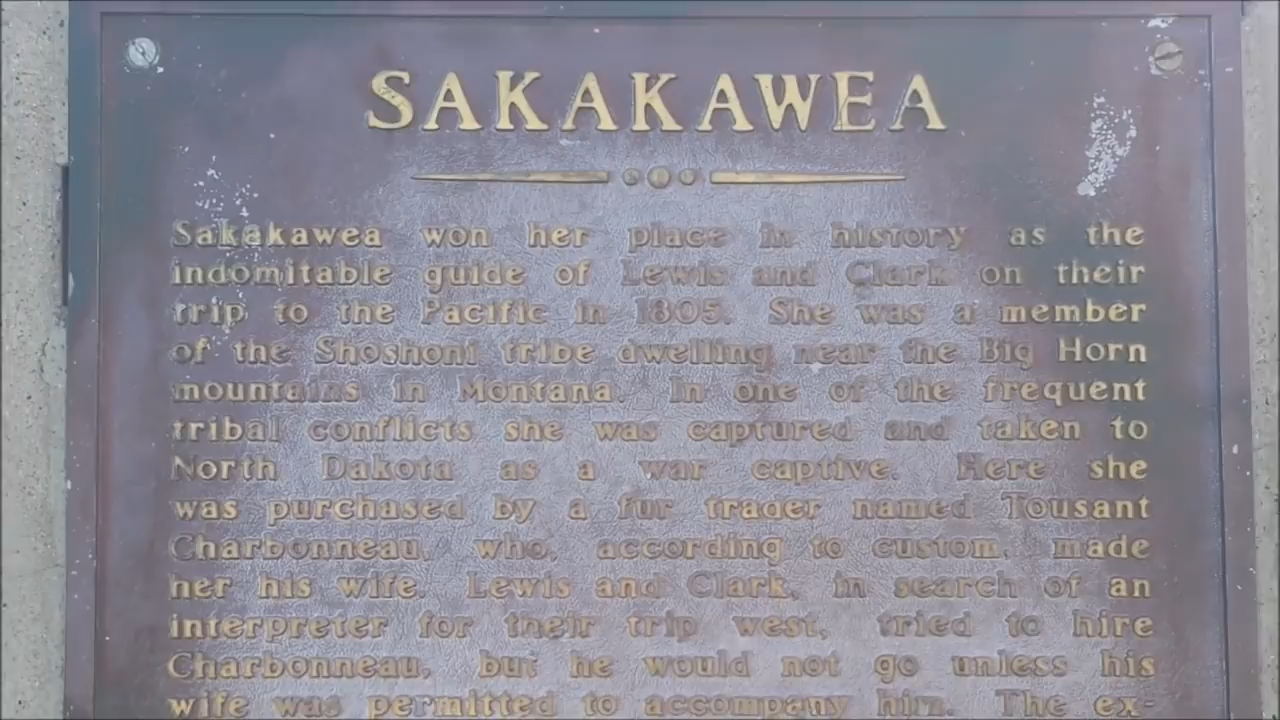 SAKAKAWEA
Sakakawea won her place in history as the
indomitable guide of Lewis and Clark on their
trip to the Pacific in 1805. She was a member
of the Shoshoni tribe dwelling near the Big Horn
mountains in Montana. In one of the frequent
tribal conflicts she was captured and taken to
North Dakota as a war captive. Here she
was purchased by a fur trader named Tousant
Charbonneau, who, according to custom, made
her his wife. Lewis and Clark, in search of an
interpreter for their trip west, tried to hire
Charbonneau, but he would not go unless his
wife was permitted to accompany him. The ex-